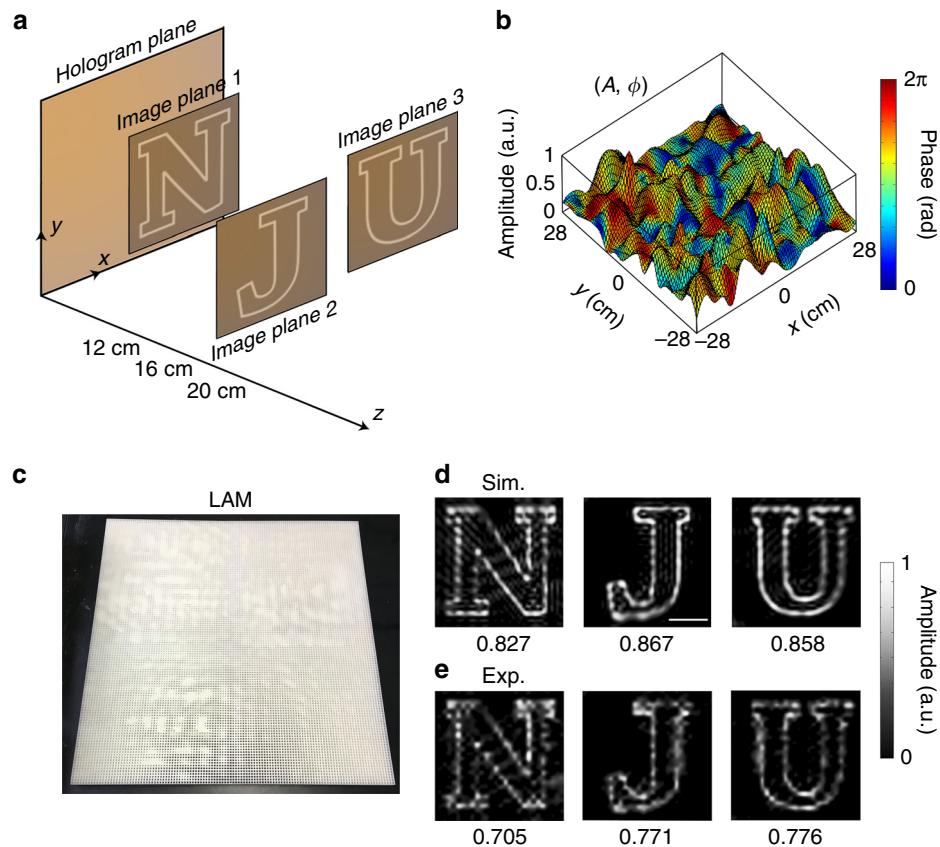 a
Hologram plane
Image plane 1
Image plane 3
N
U
J
y
x
Image plane 2
12 cm
16 cm
20 cm
z
b
(A, ϕ)
Amplitude (a.u.)
1
0.5
0
28
0
−28
y (cm)
−28
0
28
x (cm)
2π
Phase (rad)
0
c
LAM
d
Sim.
N J U
0.827 0.867 0.858
e
Exp.
N J U
0.705 0.771 0.776
1
Amplitude (a.u.)
0